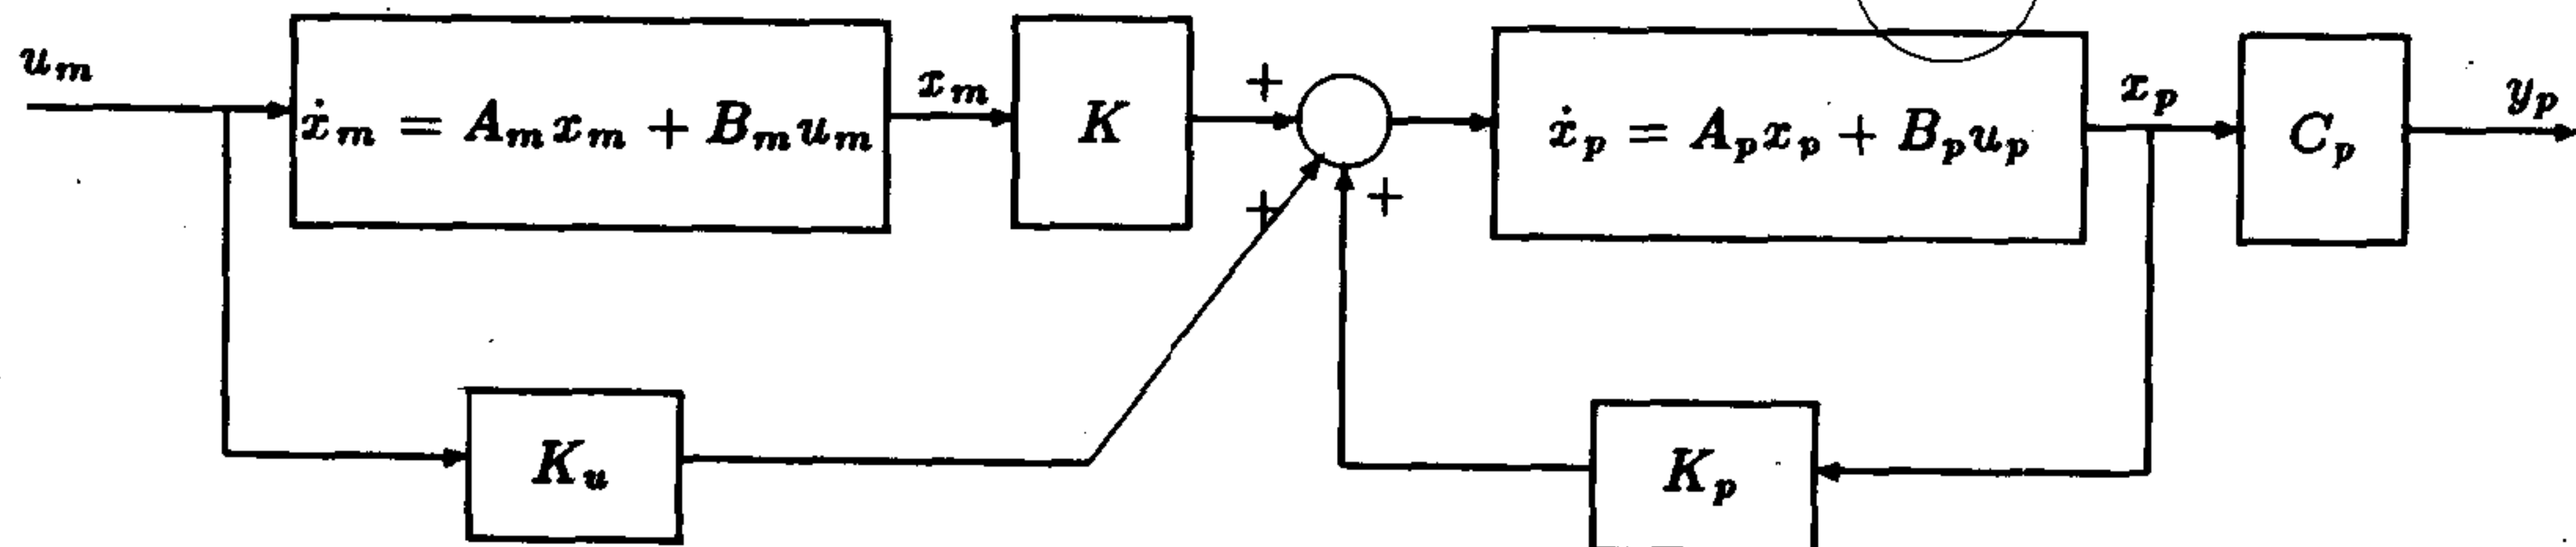 u_m
ẋ_m = A_m x_m + B_m u_m
x_m
K
+
+
+
ẋ_p = A_p x_p + B_p u_p
x_p
C_p
y_p
K_u
K_p